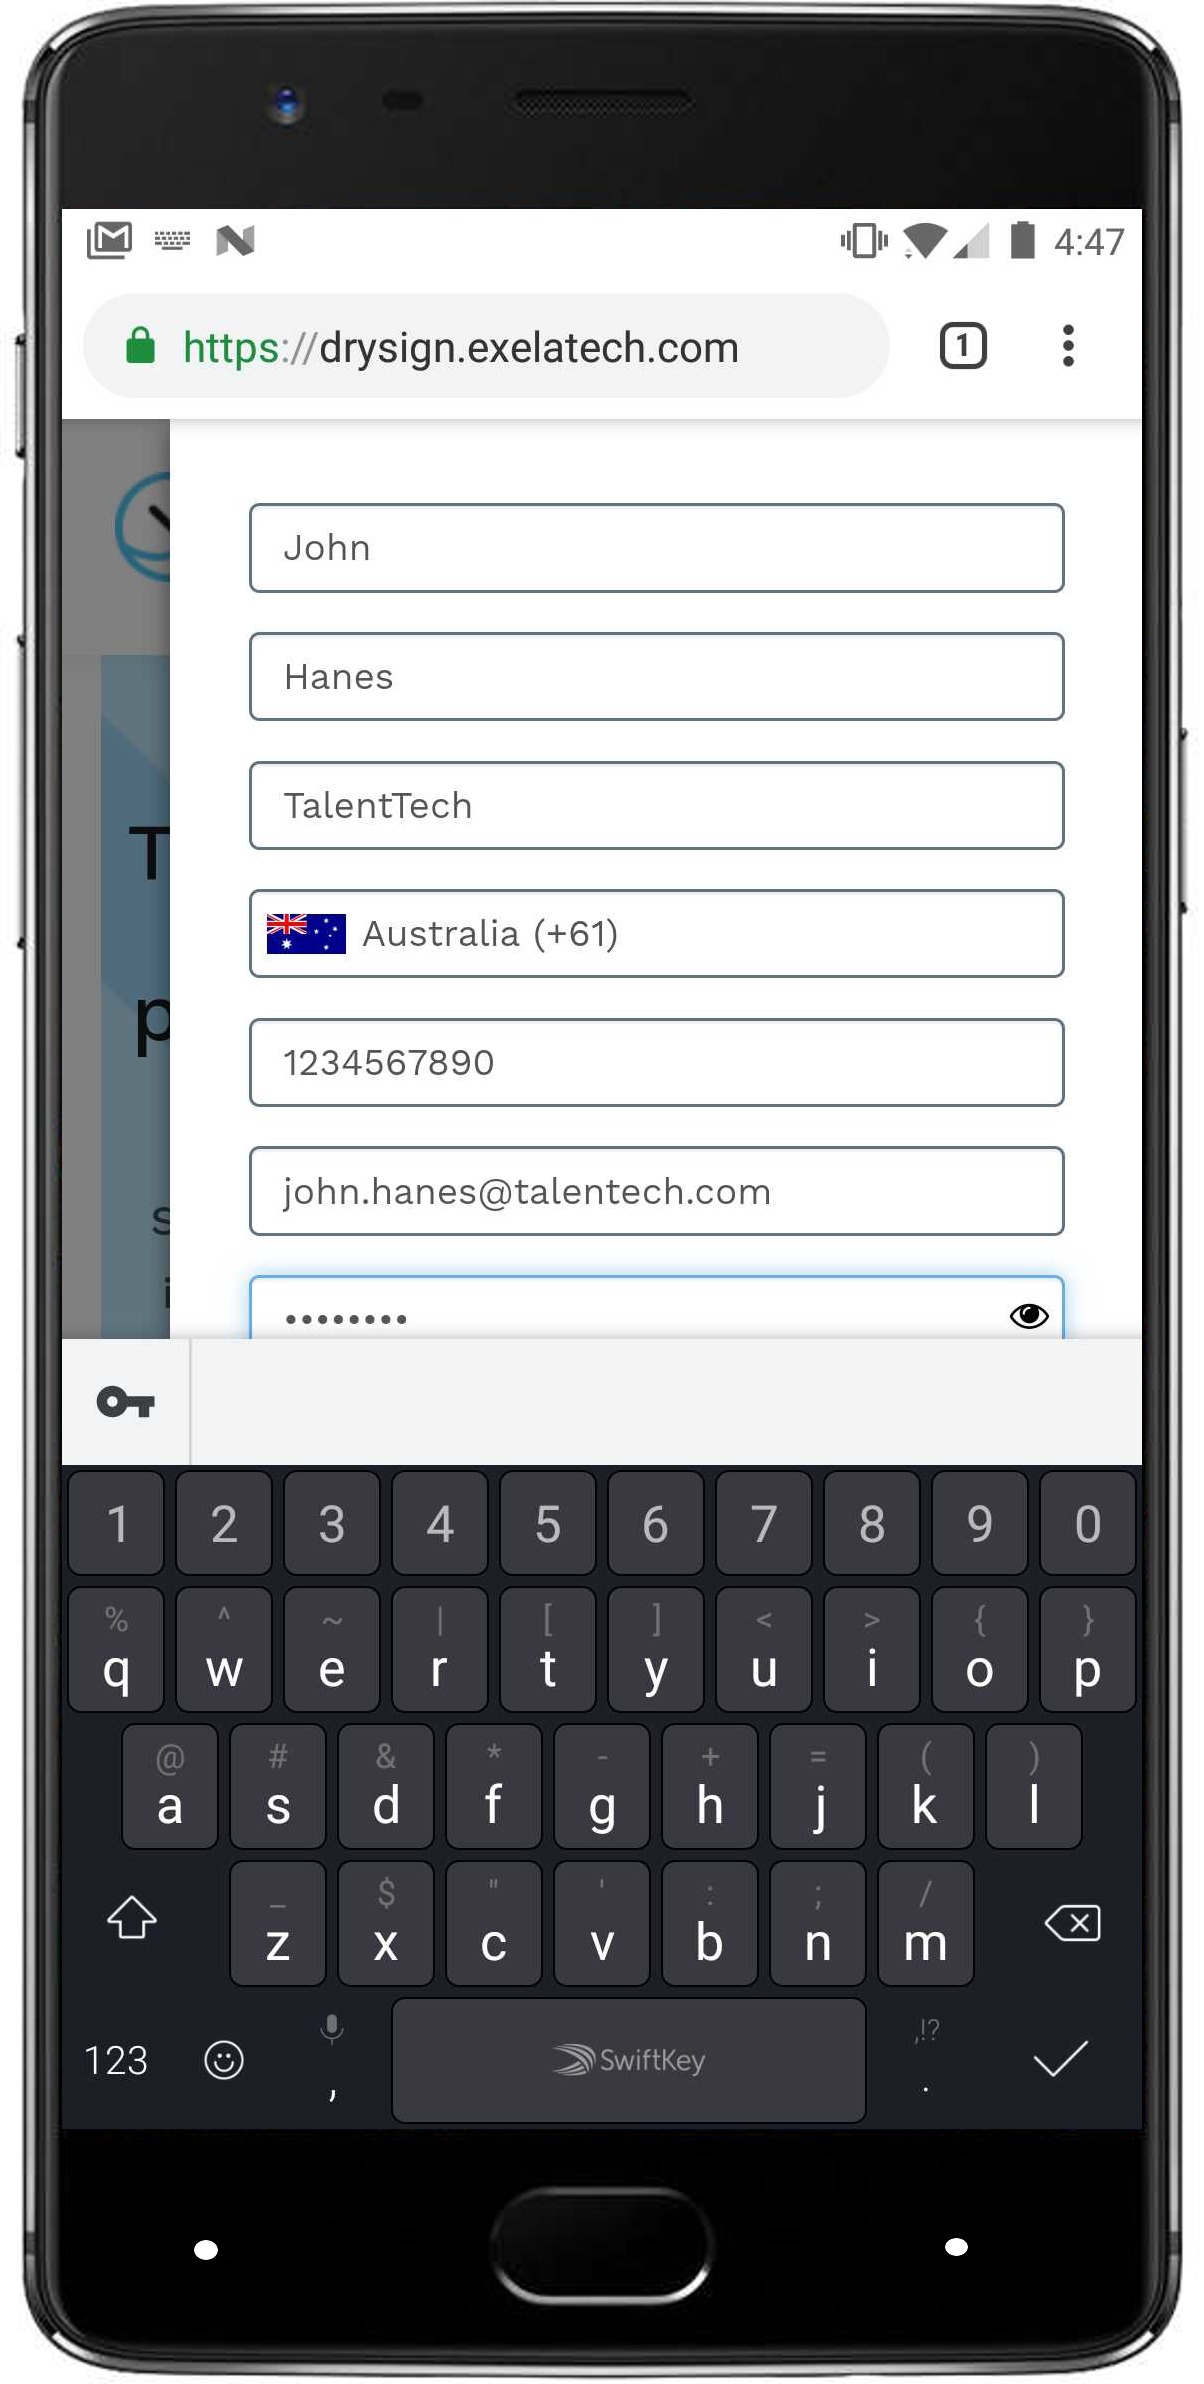 4:47
https://drysign.exelatech.com
1
John
Hanes
T
TalentTech
Australia (+61)
p
1234567890
s
john.hanes@talentech.com
i
••••••••
1 2 3 4 5 6 7 8 9 0
% ^ ~ | [ ] < > { }
q w e r t y u i o p
@ # & * - + = ( )
a s d f g h j k l
_ $ " ' : ; /
z x c v b n m
123 , SwiftKey ,!? .